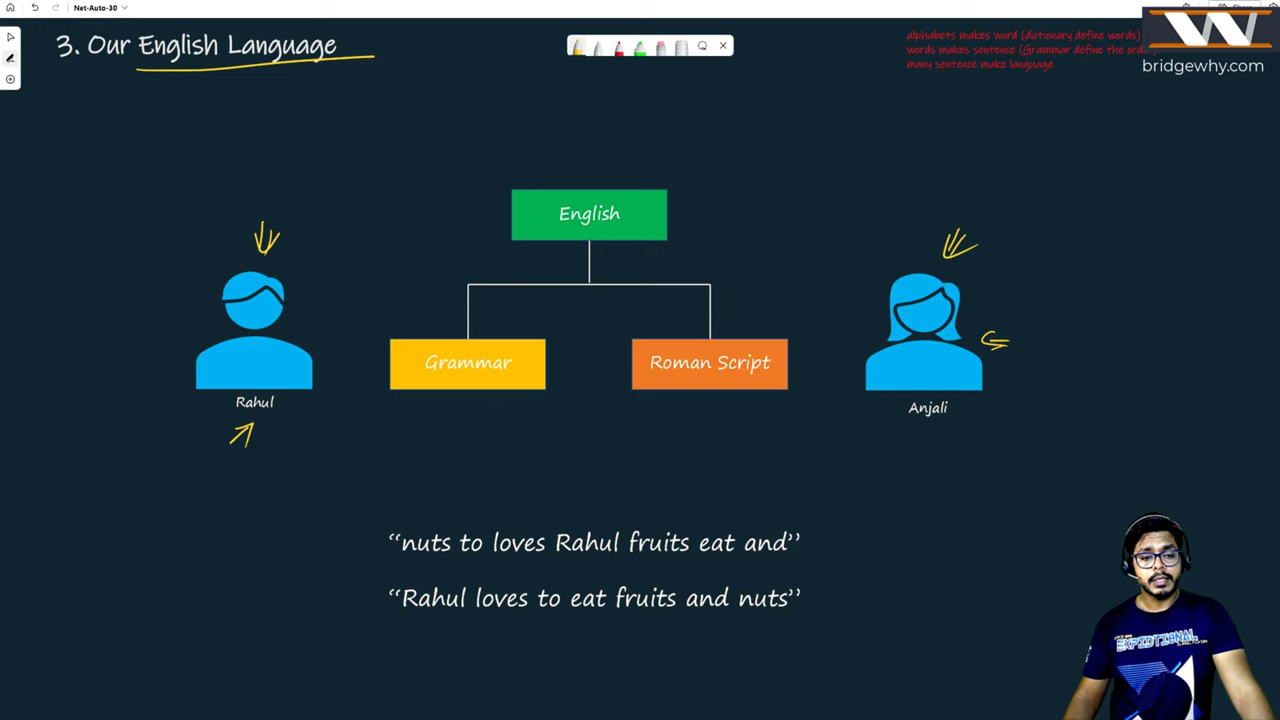 Net-Auto-30
3. Our English Language
alphabets makes word (dictionary define words)
words makes sentence (Grammar define the
many sentence make language
bridgewhy.com
English
Grammar
Roman Script
Rahul
Anjali
“nuts to loves Rahul fruits eat and”
“Rahul loves to eat fruits and nuts”
EXPIDTIONAL